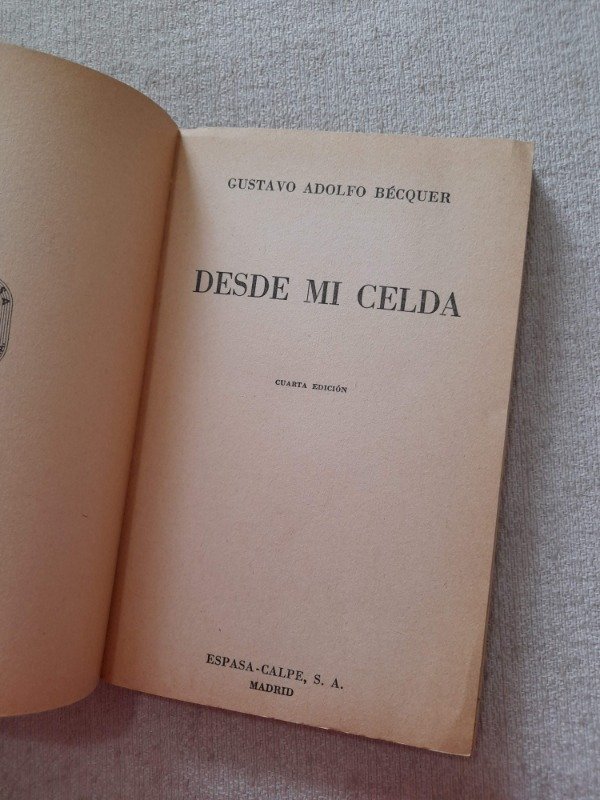 GUSTAVO ADOLFO BÉCQUER
DESDE MI CELDA
CUARTA EDICIÓN
ESPASA-CALPE, S. A.
MADRID